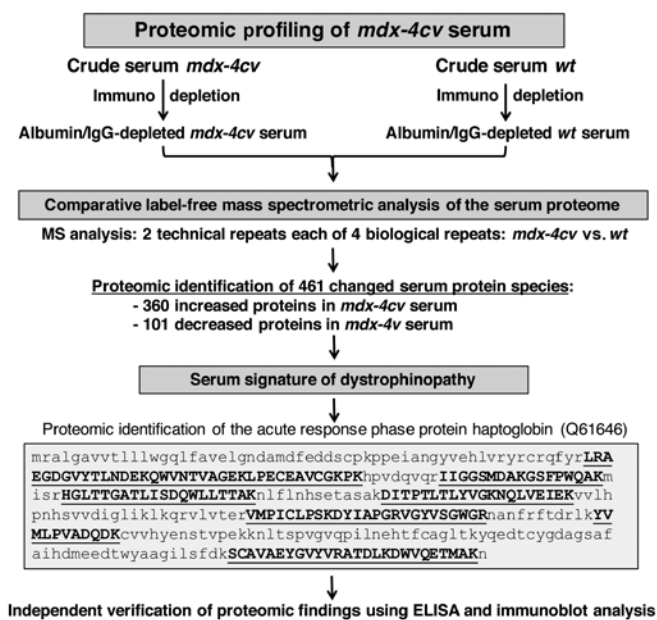 Proteomic profiling of mdx-4cv serum
Crude serum mdx-4cv
Crude serum wt
Immuno depletion
Immuno depletion
Albumin/IgG-depleted mdx-4cv serum
Albumin/IgG-depleted wt serum
Comparative label-free mass spectrometric analysis of the serum proteome
MS analysis: 2 technical repeats each of 4 biological repeats: mdx-4cv vs. wt
Proteomic identification of 461 changed serum protein species:
- 360 increased proteins in mdx-4cv serum
- 101 decreased proteins in mdx-4v serum
Serum signature of dystrophinopathy
Proteomic identification of the acute response phase protein haptoglobin (Q61646)
mralgavvtlllwgqlfavelgndamdfeddscpkppeiangyvehlvryrcrqfyrLRA
EGDGVYTLNDEKQWVNTVAGEKLPECEAVCGKPKhpvdqvqrIIGGSMDAKGSFPWQAKm
isrHGLTTGATLISDQWLLTTAKnlflnhsetasakDITPTLTLYVGKNQLVEIEKvvlh
pnhsvvdigliklkqrvlvterVMPICLPSKDYIAPGRVGYVSGWGRnanfrftdrlkYV
MLPVADQDKcvvhyenstvpekknltspvgvqpilnehtfcagltkyqedtcygdagsaf
aihdmeedtwyaagilsfdkSCAVAEYGVYVRATDLKDWVQETMAKn
Independent verification of proteomic findings using ELISA and immunoblot analysis